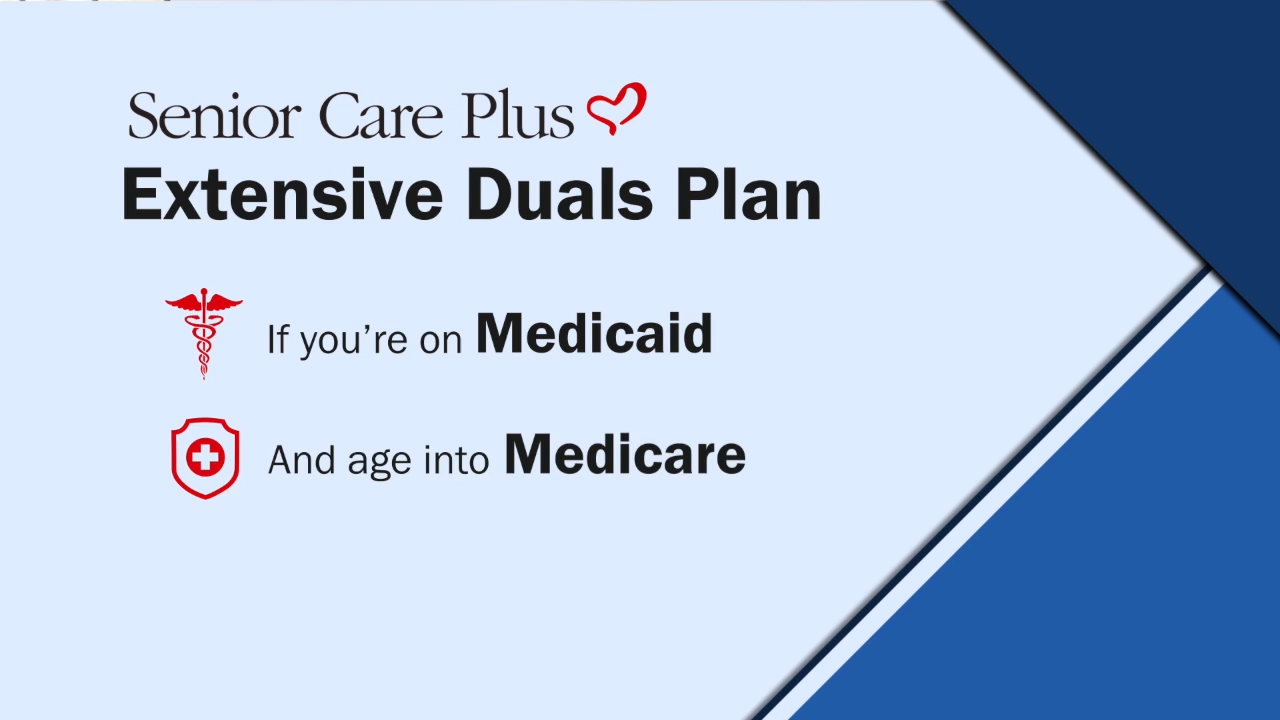 Senior Care Plus
Extensive Duals Plan
If you’re on Medicaid
And age into Medicare